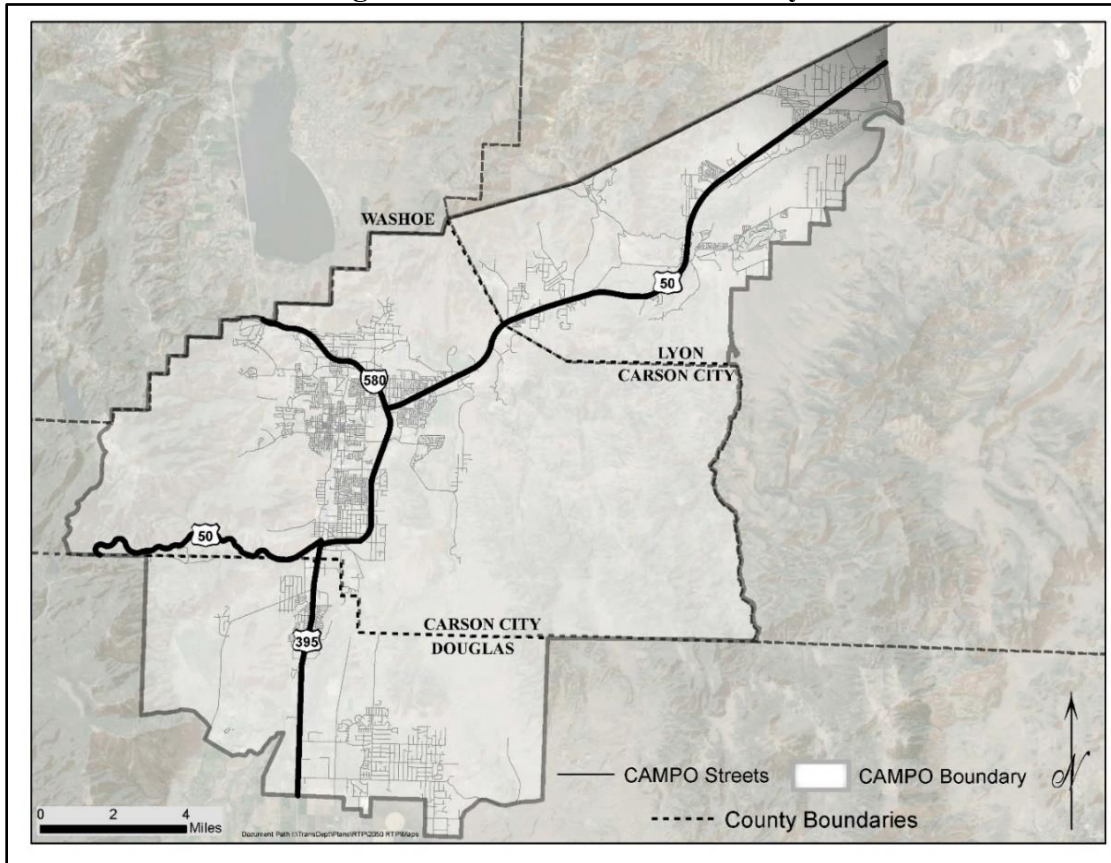 WASHOE
50
LYON
CARSON CITY
580
50
CARSON CITY
DOUGLAS
395
CAMPO Streets
CAMPO Boundary
County Boundaries
N
0 2 4
Miles